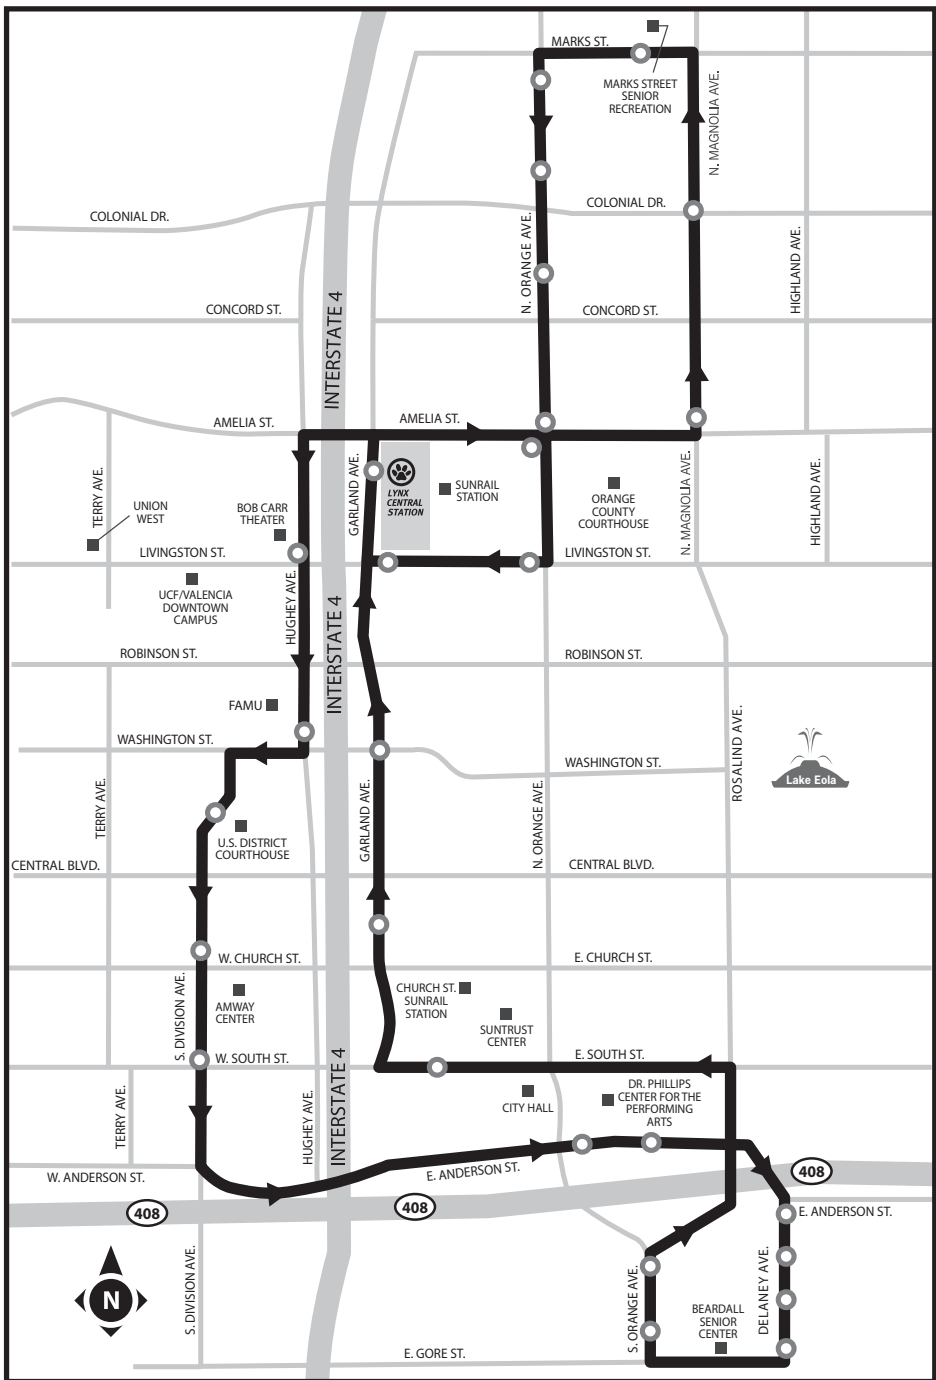 MARKS ST.
MARKS STREET
SENIOR
RECREATION
N. MAGNOLIA AVE.
COLONIAL DR.
COLONIAL DR.
N. ORANGE AVE.
HIGHLAND AVE.
INTERSTATE 4
CONCORD ST.
CONCORD ST.
AMELIA ST.
AMELIA ST.
TERRY AVE.
UNION
WEST
BOB CARR
THEATER
GARLAND AVE.
LYNX
CENTRAL
STATION
SUNRAIL
STATION
ORANGE
COUNTY
COURTHOUSE
N. MAGNOLIA AVE.
HIGHLAND AVE.
LIVINGSTON ST.
LIVINGSTON ST.
UCF/VALENCIA
DOWNTOWN
CAMPUS
HUGHEY AVE.
INTERSTATE 4
ROBINSON ST.
ROBINSON ST.
FAMU
WASHINGTON ST.
WASHINGTON ST.
ROSALIND AVE.
Lake Eola
TERRY AVE.
GARLAND AVE.
N. ORANGE AVE.
U.S. DISTRICT
COURTHOUSE
CENTRAL BLVD.
CENTRAL BLVD.
W. CHURCH ST.
E. CHURCH ST.
S. DIVISION AVE.
AMWAY
CENTER
CHURCH ST.
SUNRAIL
STATION
SUNTRUST
CENTER
W. SOUTH ST.
E. SOUTH ST.
TERRY AVE.
HUGHEY AVE.
INTERSTATE 4
CITY HALL
DR. PHILLIPS
CENTER FOR THE
PERFORMING
ARTS
W. ANDERSON ST.
E. ANDERSON ST.
408
408
408
E. ANDERSON ST.
N
S. DIVISION AVE.
S. ORANGE AVE.
BEARDALL
SENIOR
CENTER
DELANEY AVE.
E. GORE ST.